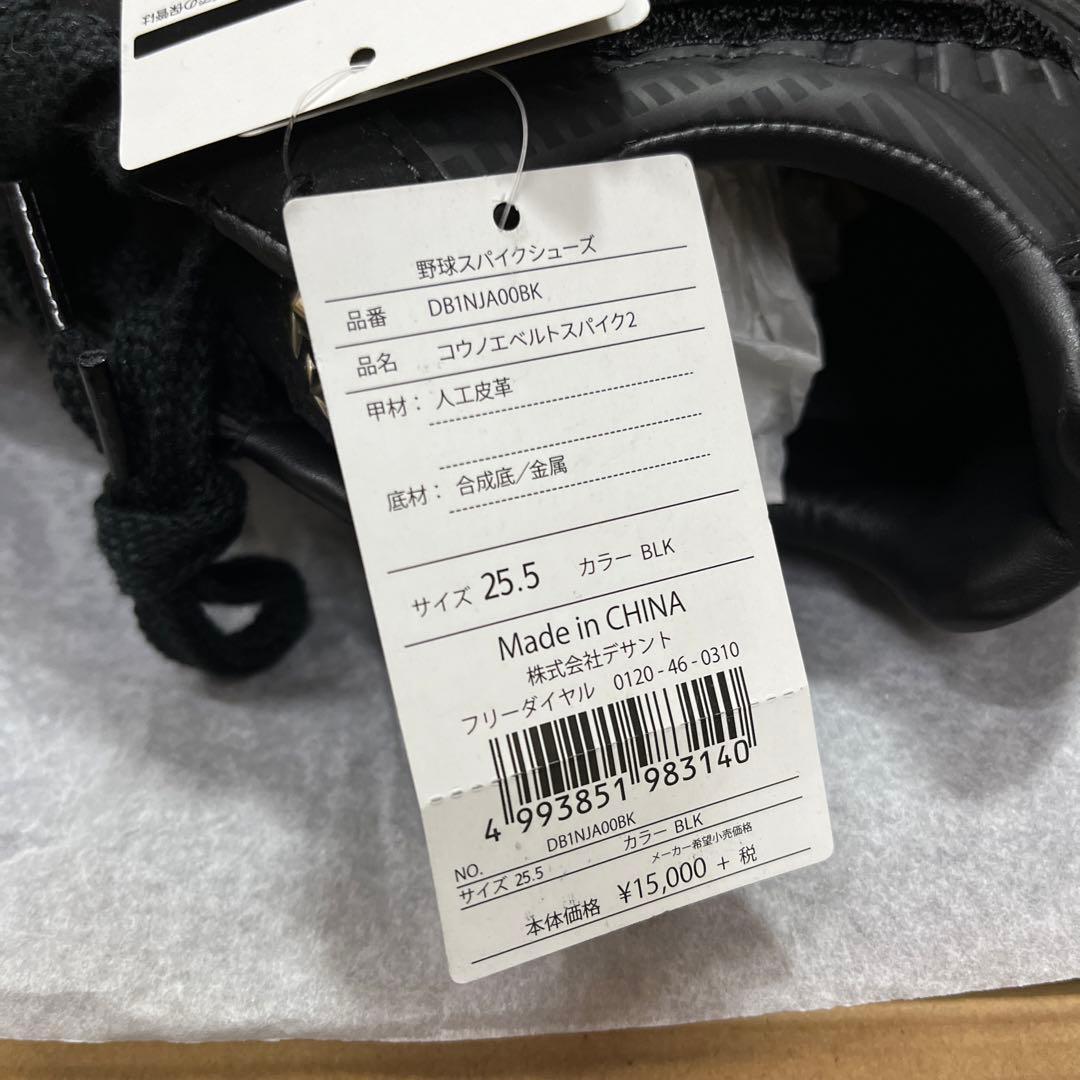 の保管は
野球スパイクシューズ
品番 DB1NJA00BK
品名 コウノエベルトスパイク2
甲材： 人工皮革
底材： 合成底／金属
サイズ 25.5 カラー BLK
Made in CHINA
株式会社デサント
フリーダイヤル 0120-46-0310
4 993851 983140
NO. DB1NJA00BK
サイズ 25.5 カラー BLK
メーカー希望小売価格
本体価格 ¥15,000 + 税